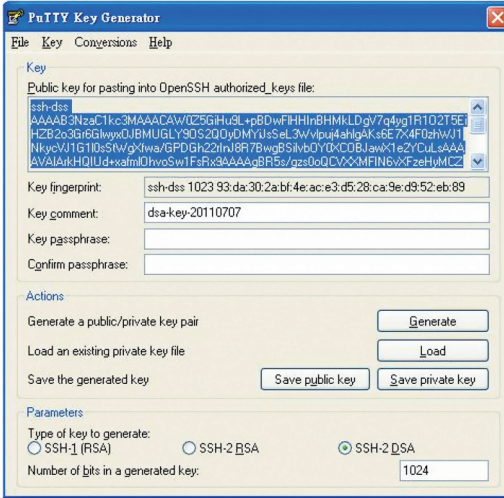 PuTTY Key Generator
File Key Conversions Help
Key
Public key for pasting into OpenSSH authorized_keys file:
ssh-dss
Key fingerprint: ssh-dss 1023 93:da:30:2a:bf:4e:ac:e3:d5:28:ca:9e:d9:52:eb:89
Key comment: dsa-key-20110707
Key passphrase:
Confirm passphrase:
Actions
Generate a public/private key pair Generate
Load an existing private key file Load
Save the generated key Save public key Save private key
Parameters
Type of key to generate:
SSH-1 (RSA) SSH-2 RSA SSH-2 DSA
Number of bits in a generated key: 1024